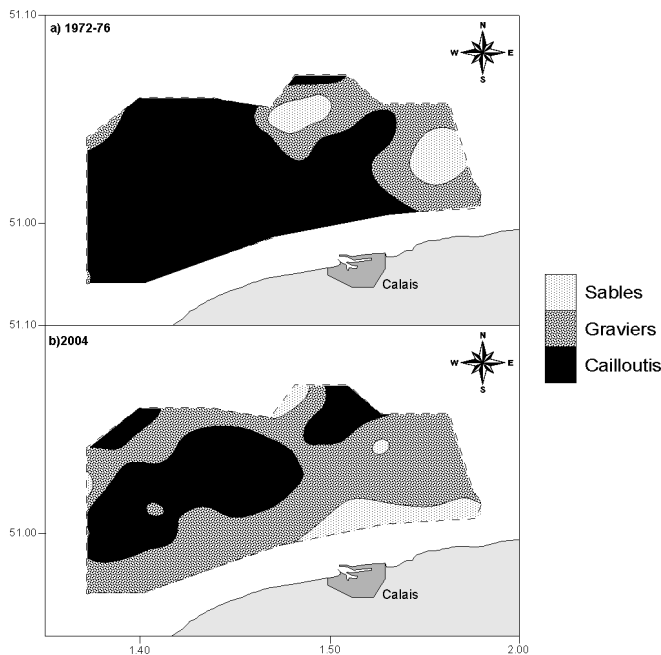 51.10
a) 1972-76
N
W E
S
51.00
Calais
51.10
b)2004
N
W E
S
51.00
Calais
1.40 1.50 2.00
Sables
Graviers
Cailloutis